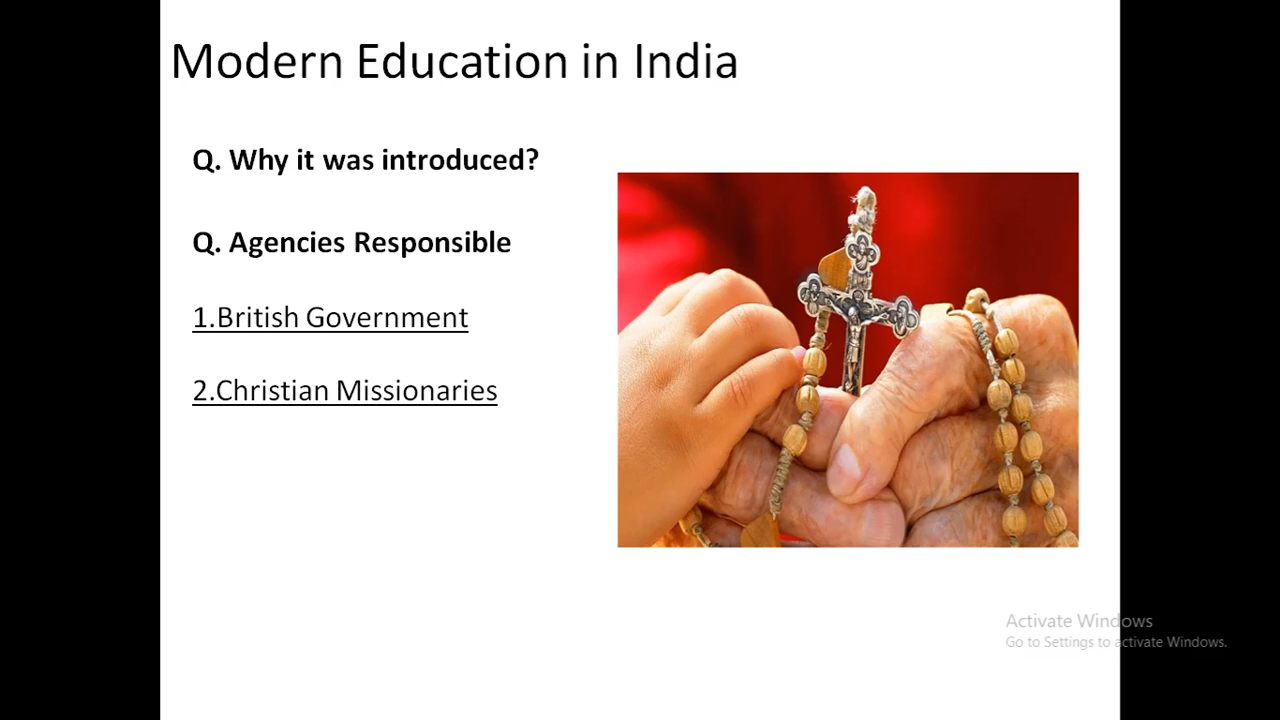 Modern Education in India
Q. Why it was introduced?
Q. Agencies Responsible
1.British Government
2.Christian Missionaries
Activate Windows
Go to Settings to activate Windows.